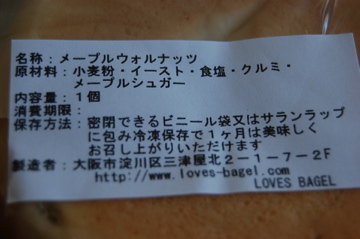 名称：メープルウォルナッツ
原材料：小麦粉・イースト・食塩・クルミ・
メープルシュガー
内容量：１個
消費期限：
保存方法：密閉できるビニール袋又はサランラップ
に包み冷凍保存で１ヶ月は美味しく
お召し上がりいただけます
製造者：大阪市淀川区三津屋北２－１－７－２Ｆ
http://www.loves-bagel.com
LOVES BAGEL